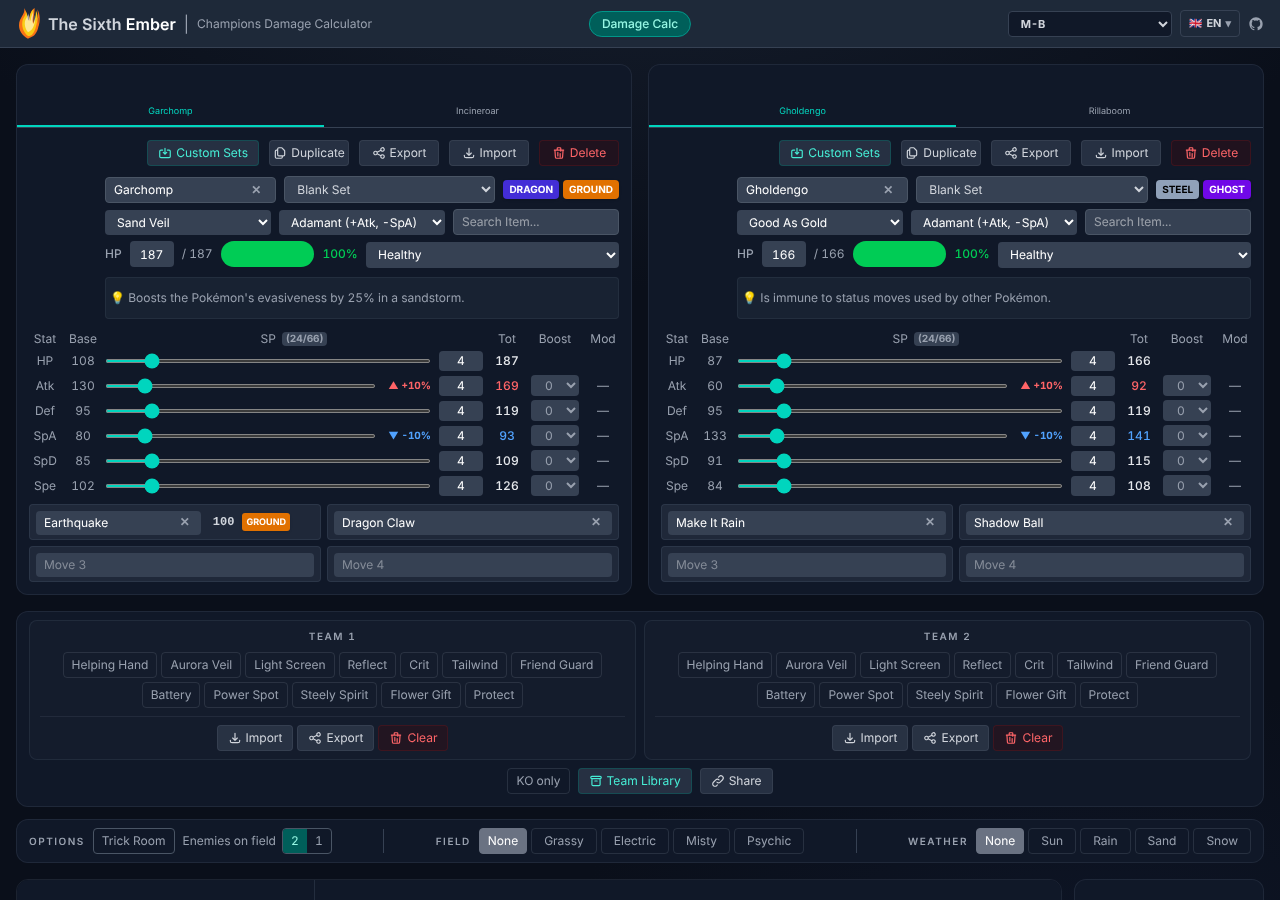 The Sixth Ember | Champions Damage Calculator
Damage Calc
M-B
EN
Garchomp Incineroar
Custom Sets Duplicate Export Import Delete
Garchomp Blank Set DRAGON GROUND
Sand Veil Adamant (+Atk, -SpA) Search Item...
HP 187 / 187 100% Healthy
💡 Boosts the Pokémon's evasiveness by 25% in a sandstorm.
Stat Base SP (24/66) Tot Boost Mod
HP 108 4 187
Atk 130 ▲ +10% 4 169 0 —
Def 95 4 119 0 —
SpA 80 ▼ -10% 4 93 0 —
SpD 85 4 109 0 —
Spe 102 4 126 0 —
Earthquake 100 GROUND Dragon Claw
Move 3 Move 4
Gholdengo Rillaboom
Custom Sets Duplicate Export Import Delete
Gholdengo Blank Set STEEL GHOST
Good As Gold Adamant (+Atk, -SpA) Search Item...
HP 166 / 166 100% Healthy
💡 Is immune to status moves used by other Pokémon.
Stat Base SP (24/66) Tot Boost Mod
HP 87 4 166
Atk 60 ▲ +10% 4 92 0 —
Def 95 4 119 0 —
SpA 133 ▼ -10% 4 141 0 —
SpD 91 4 115 0 —
Spe 84 4 108 0 —
Make It Rain Shadow Ball
Move 3 Move 4
TEAM 1
Helping Hand Aurora Veil Light Screen Reflect Crit Tailwind Friend Guard
Battery Power Spot Steely Spirit Flower Gift Protect
Import Export Clear
TEAM 2
Helping Hand Aurora Veil Light Screen Reflect Crit Tailwind Friend Guard
Battery Power Spot Steely Spirit Flower Gift Protect
Import Export Clear
KO only Team Library Share
OPTIONS Trick Room Enemies on field 2 1 FIELD None Grassy Electric Misty Psychic WEATHER None Sun Rain Sand Snow